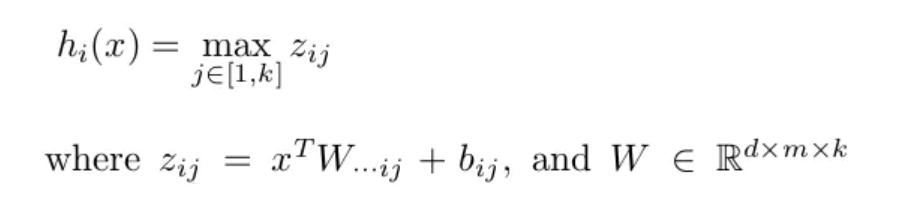 h_i(x) = max_{j∈[1,k]} z_{ij}
where z_{ij} = x^T W_{...ij} + b_{ij}, and W ∈ ℝ^{d×m×k}